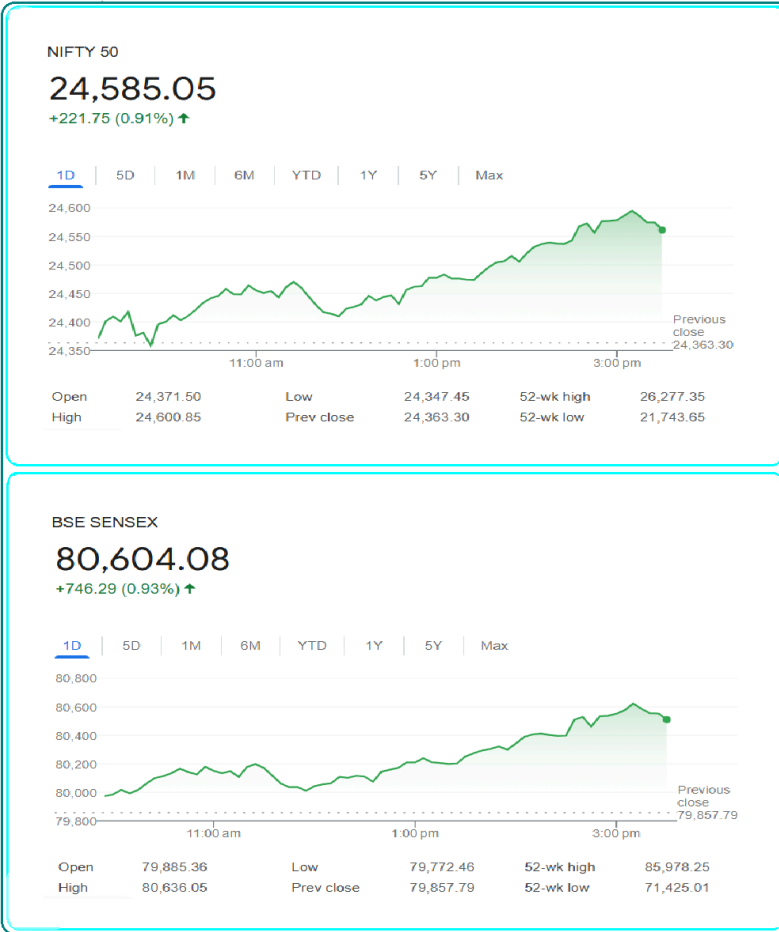 NIFTY 50
24,585.05
+221.75 (0.91%) ↑
1D 5D 1M 6M YTD 1Y 5Y Max
24,600
24,550
24,500
24,450
24,400
24,350
Previous
close
24,363.30
11:00 am 1:00 pm 3:00 pm
Open 24,371.50 Low 24,347.45 52-wk high 26,277.35
High 24,600.85 Prev close 24,363.30 52-wk low 21,743.65
BSE SENSEX
80,604.08
+746.29 (0.93%) ↑
1D 5D 1M 6M YTD 1Y 5Y Max
80,800
80,600
80,400
80,200
80,000
79,800
Previous
close
79,857.79
11:00 am 1:00 pm 3:00 pm
Open 79,885.36 Low 79,772.46 52-wk high 85,978.25
High 80,636.05 Prev close 79,857.79 52-wk low 71,425.01